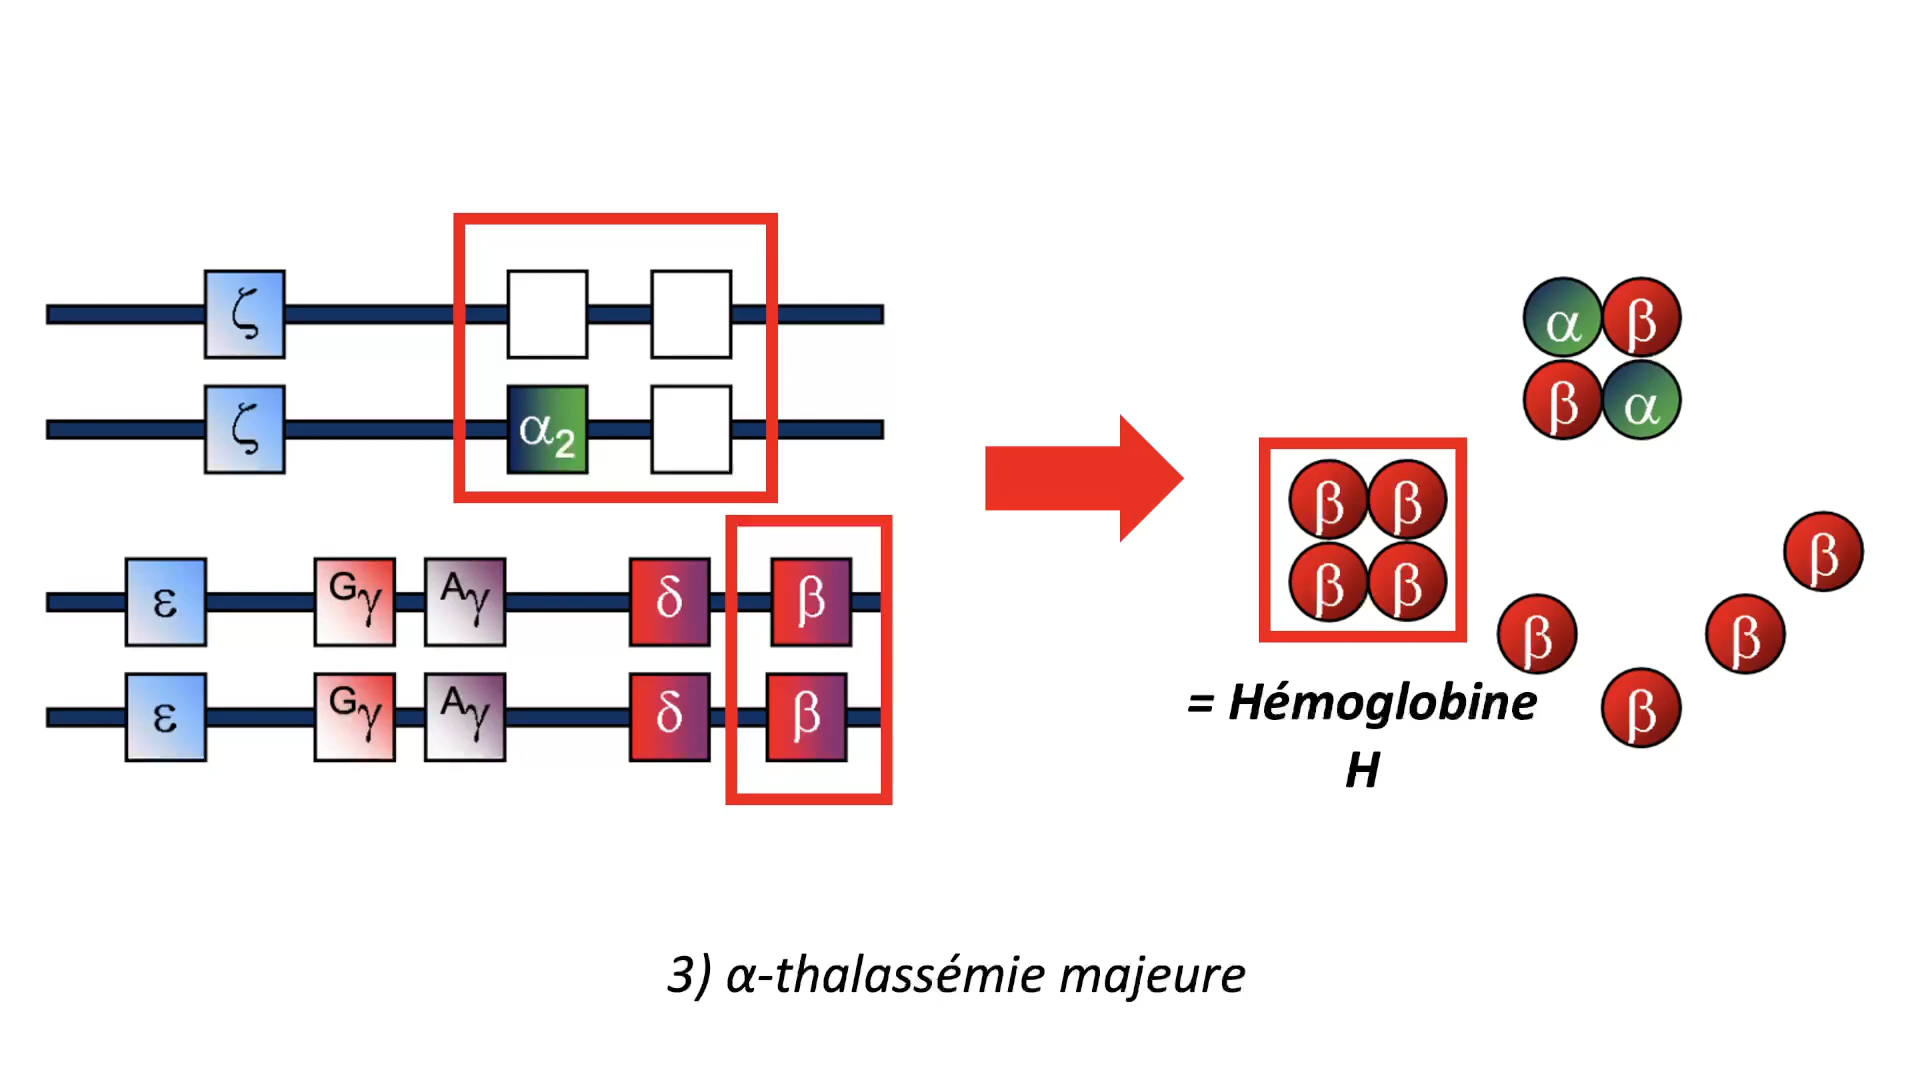 ζ
ζ α2
ε Gγ Aγ δ β
ε Gγ Aγ δ β
α β
β α
β β
β β
β
β β
β
= Hémoglobine
H
3) α-thalassémie majeure